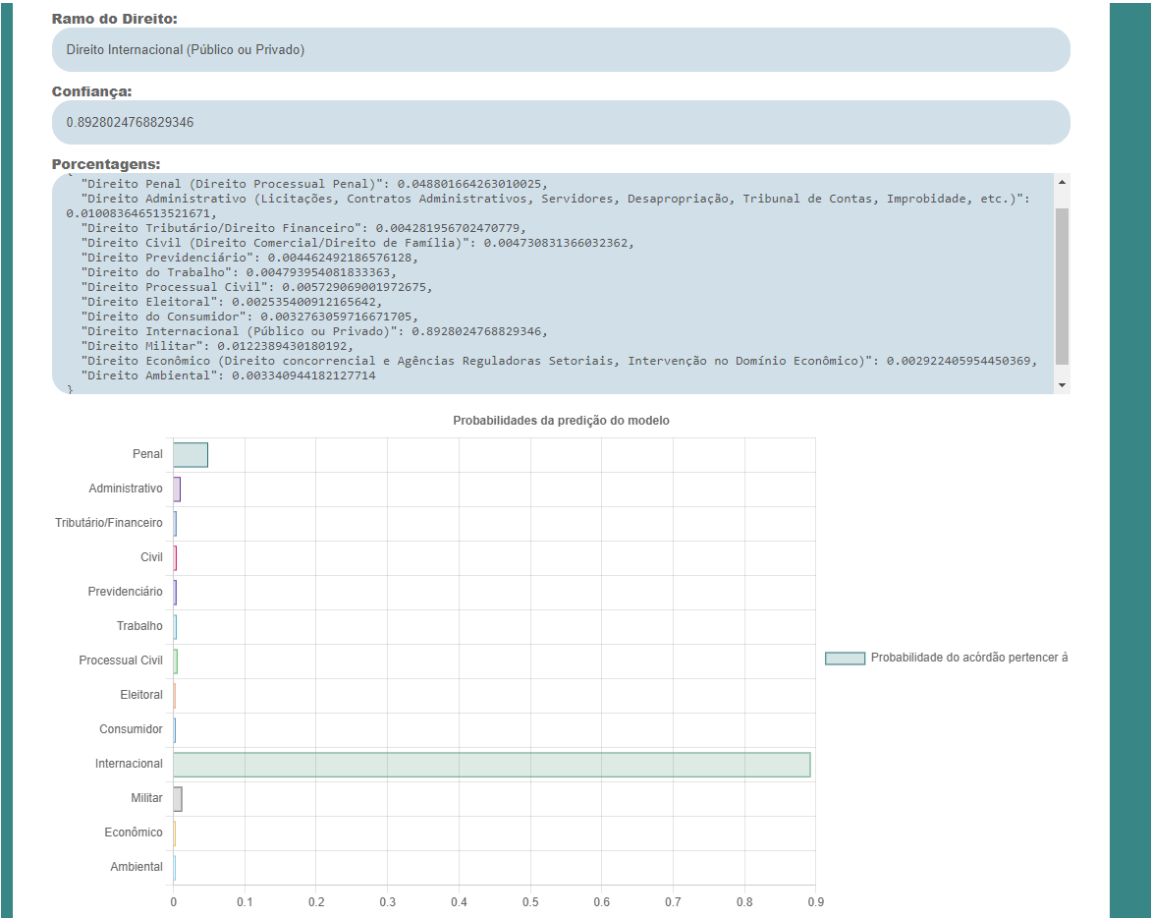 Ramo do Direito:
Direito Internacional (Público ou Privado)
Confiança:
0.8928024768829346
Porcentagens:
{
"Direito Penal (Direito Processual Penal)": 0.048801664263010025,
"Direito Administrativo (Licitações, Contratos Administrativos, Servidores, Desapropriação, Tribunal de Contas, Improbidade, etc.)":
0.010083646513521671,
"Direito Tributário/Direito Financeiro": 0.004281956702470779,
"Direito Civil (Direito Comercial/Direito de Família)": 0.004730831366032362,
"Direito Previdenciário": 0.004462492186576128,
"Direito do Trabalho": 0.004793954081833363,
"Direito Processual Civil": 0.005729069001972675,
"Direito Eleitoral": 0.002535400912165642,
"Direito do Consumidor": 0.0032763059716671705,
"Direito Internacional (Público ou Privado)": 0.8928024768829346,
"Direito Militar": 0.0122389430180192,
"Direito Econômico (Direito concorrencial e Agências Reguladoras Setoriais, Intervenção no Domínio Econômico)": 0.002922405954450369,
"Direito Ambiental": 0.003340944182127714
}
Probabilidades da predição do modelo
Penal
Administrativo
Tributário/Financeiro
Civil
Previdenciário
Trabalho
Processual Civil
Probabilidade do acórdão pertencer à
Eleitoral
Consumidor
Internacional
Militar
Econômico
Ambiental
0 0.1 0.2 0.3 0.4 0.5 0.6 0.7 0.8 0.9